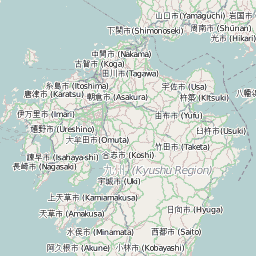 山口市 (Yamaguchi)
岩国市
下関市 (Shimonoseki)
周南市 (Shunan)
光市 (Hikari)
中間市 (Nakama)
古賀市 (Koga)
田川市 (Tagawa)
糸島市 (Itoshima)
宇佐市 (Usa)
唐津市 (Karatsu)
朝倉市 (Asakura)
杵築市 (Kitsuki)
八幡浜
伊万里市 (Imari)
由布市 (Yufu)
嬉野市 (Ureshino)
臼杵市 (Usuki)
大牟田市 (Omuta)
竹田市 (Taketa)
諫早市 (Isahaya-shi)
合志市 (Koshi)
長崎市 (Nagasaki)
九州 (Kyushu Region)
宇城市 (Uki)
上天草市 (Kamiamakusa)
天草市 (Amakusa)
日向市 (Hyuga)
水俣市 (Minamata)
西都市 (Saito)
阿久根市 (Akune)
小林市 (Kobayashi)